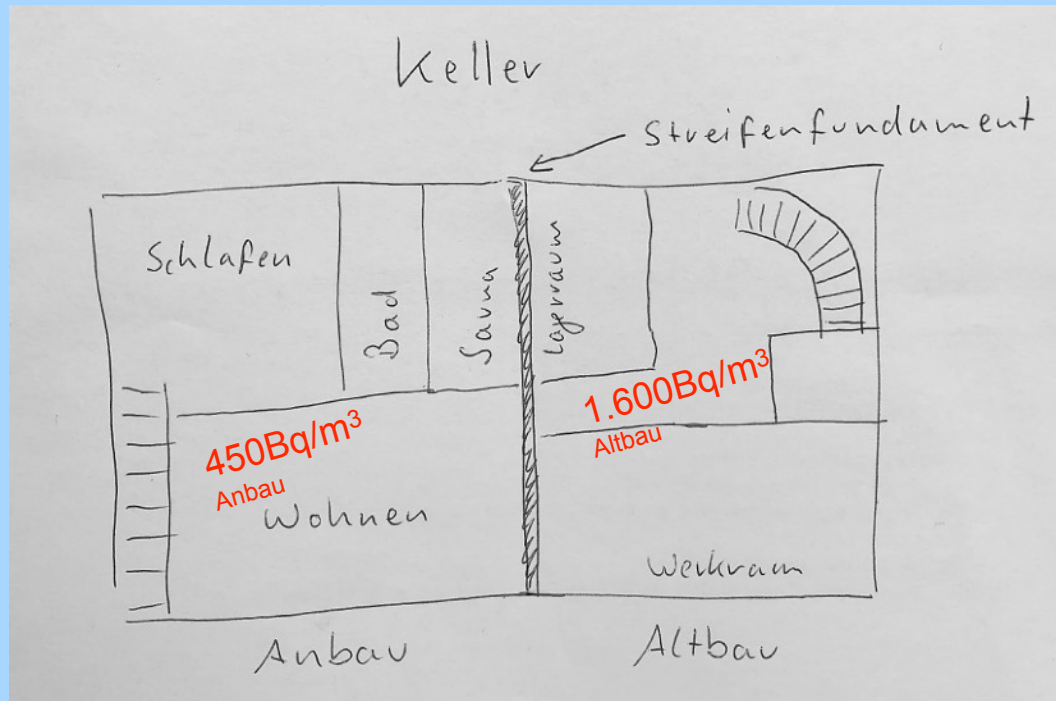 Keller
Streifenfundament
Schlafen
Bad
Sauna
Lagerraum
450Bq/m³
Anbau
1.600Bq/m³
Altbau
Wohnen
Werkraum
Anbau
Altbau